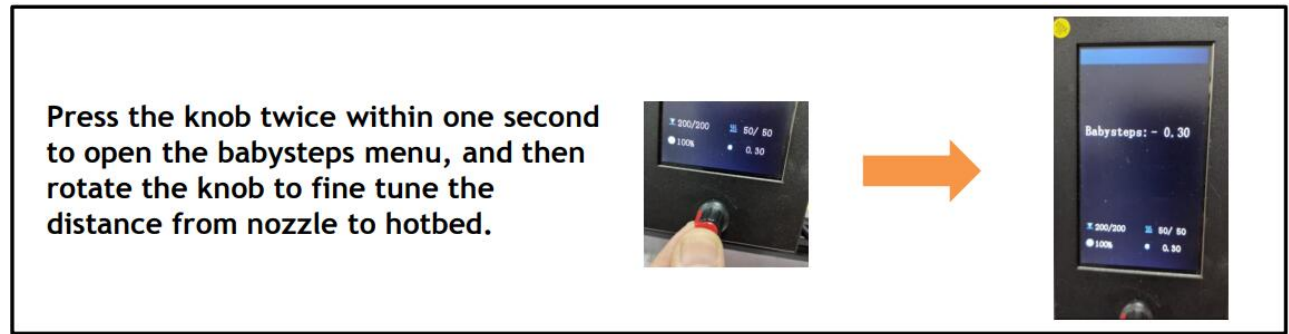 Press the knob twice within one second
to open the babysteps menu, and then
rotate the knob to fine tune the
distance from nozzle to hotbed.
200/200 50/ 50
100% 0.30
Babysteps: - 0.30
200/200 50/ 50
100% 0.30